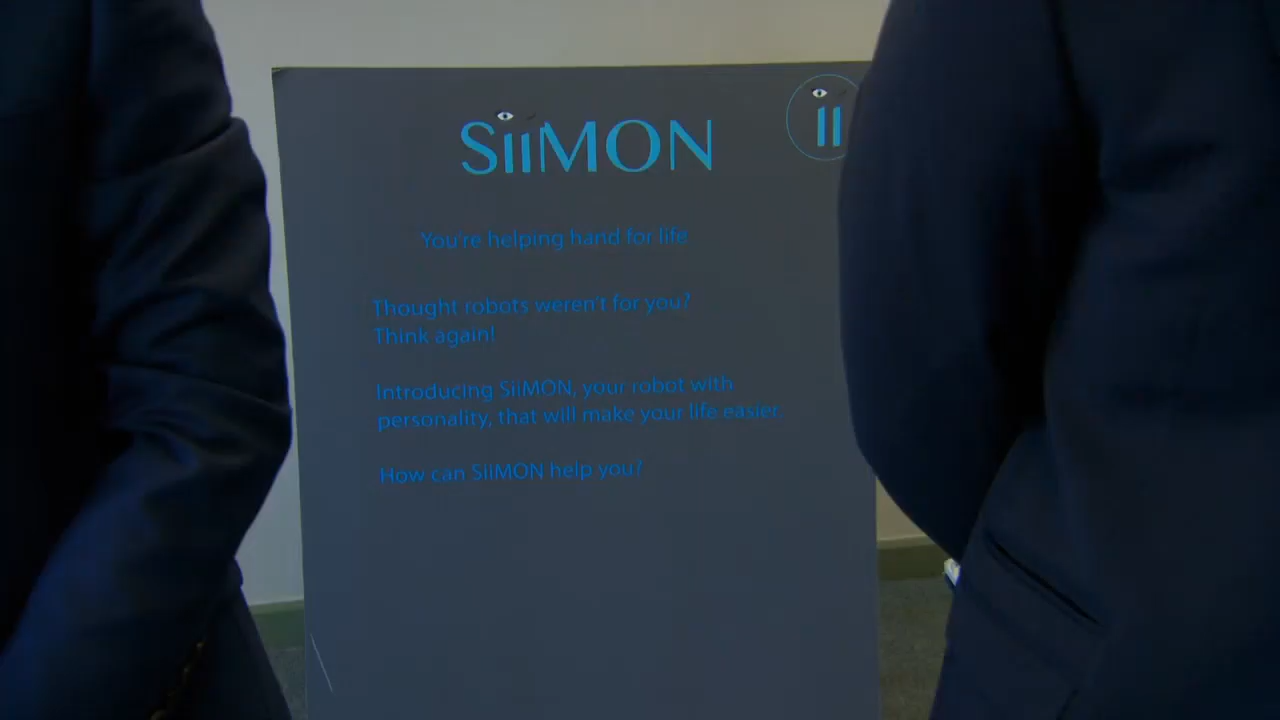 SiiMON
ii
You're helping hand for life
Thought robots weren't for you?
Think again!
Introducing SiiMON, your robot with
personality, that will make your life easier.
How can SiiMON help you?